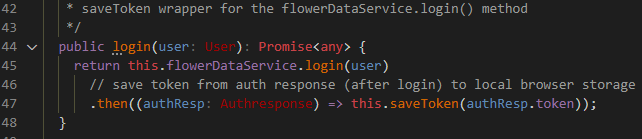 42 * saveToken wrapper for the flowerDataService.login() method
43 */
44 public login(user: User): Promise<any> {
45 return this.flowerDataService.login(user)
46 // save token from auth response (after login) to local browser storage
47 .then((authResp: Authresponse) => this.saveToken(authResp.token));
48 }